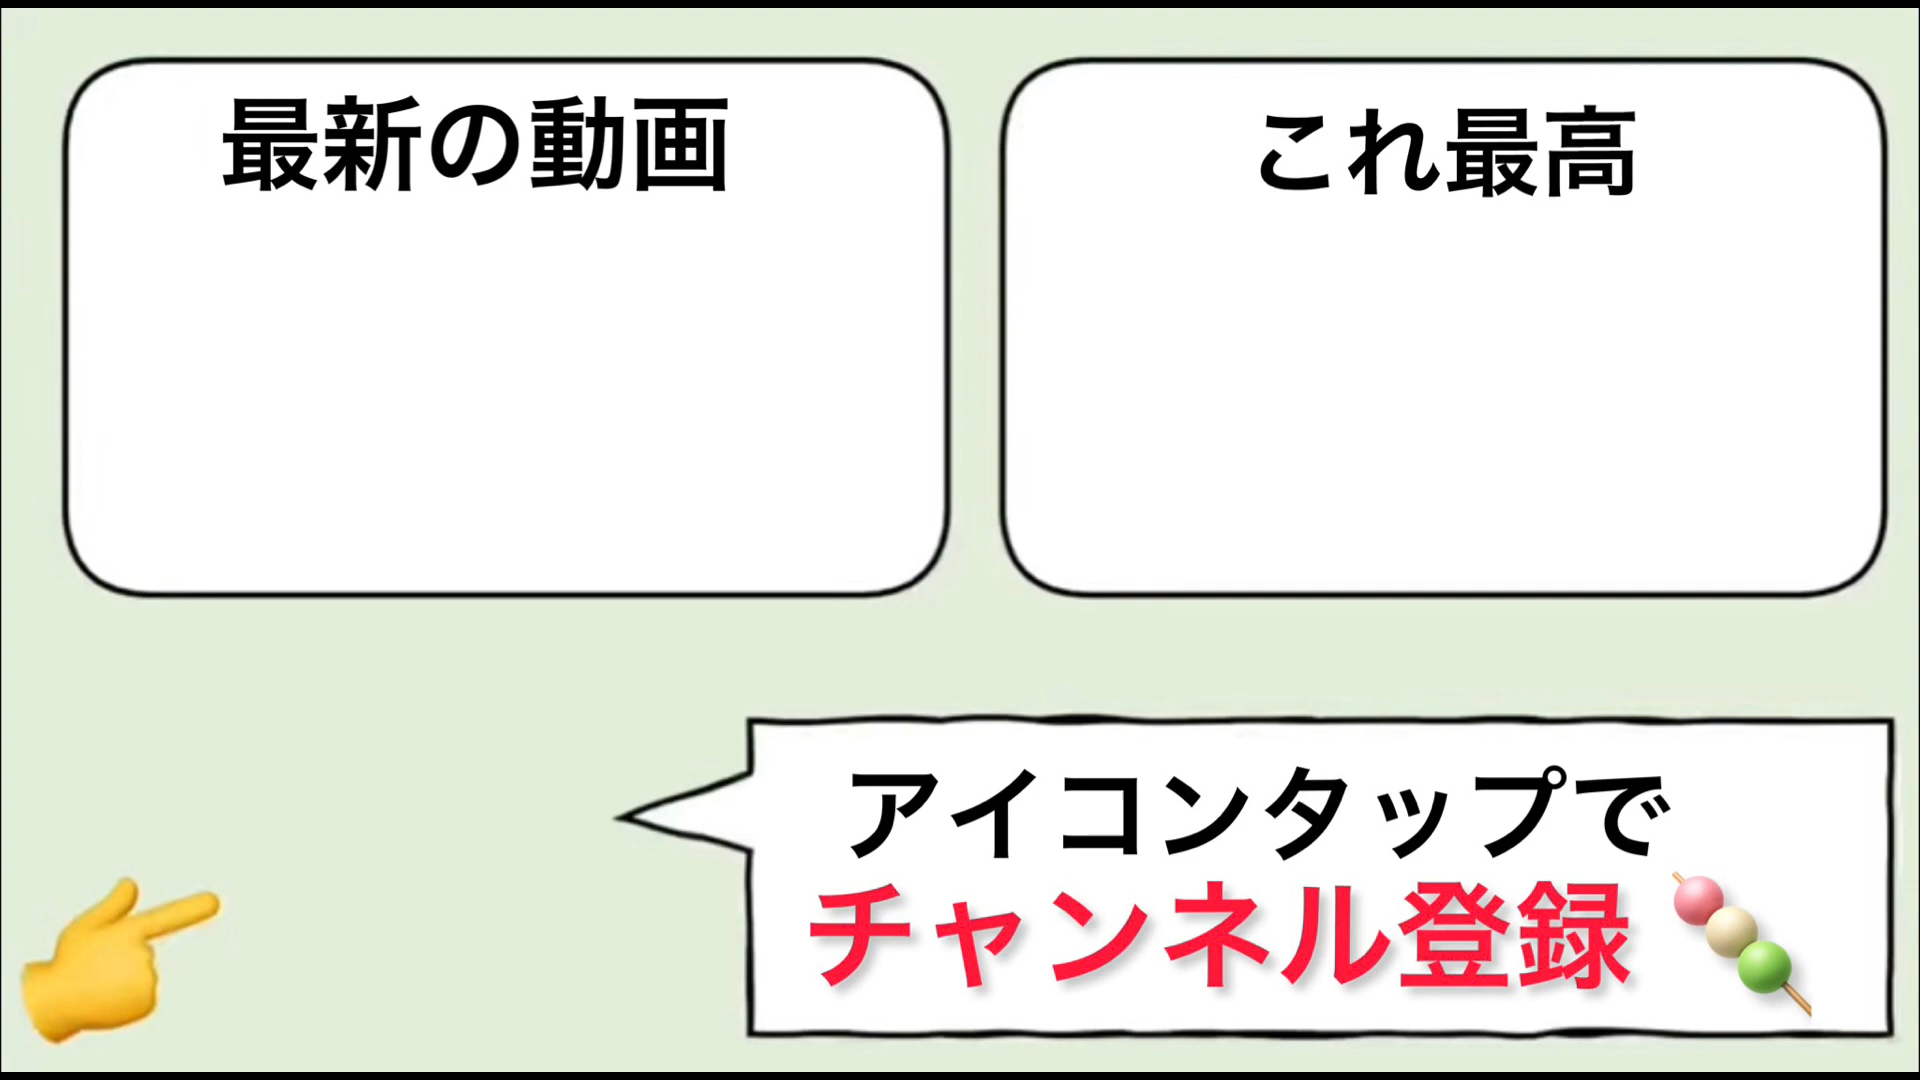 最新の動画
これ最高
アイコンタップで
チャンネル登録